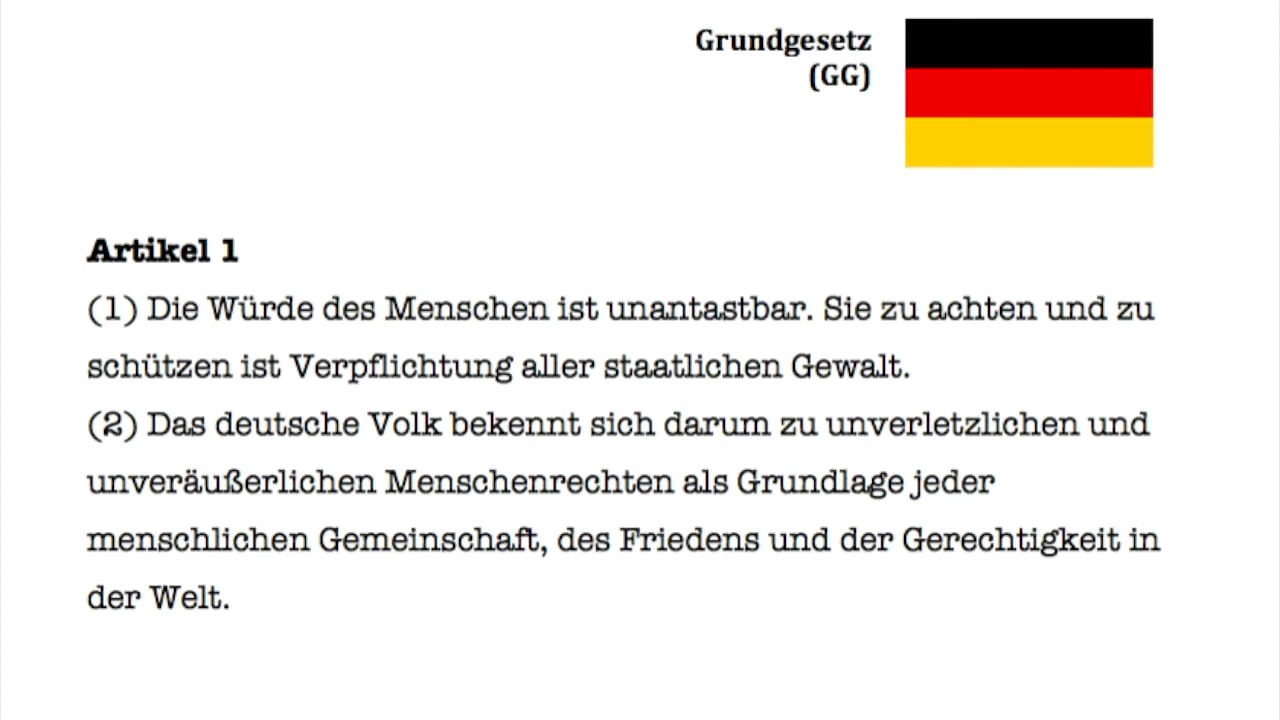 Grundgesetz
(GG)
Artikel 1
(1) Die Würde des Menschen ist unantastbar. Sie zu achten und zu
schützen ist Verpflichtung aller staatlichen Gewalt.
(2) Das deutsche Volk bekennt sich darum zu unverletzlichen und
unveräußerlichen Menschenrechten als Grundlage jeder
menschlichen Gemeinschaft, des Friedens und der Gerechtigkeit in
der Welt.